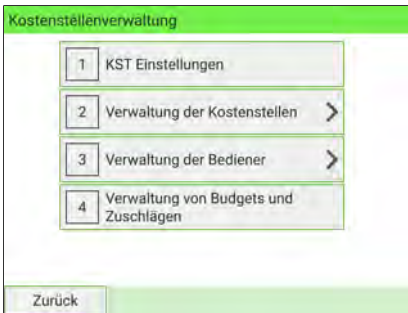 Kostenstellenverwaltung
1 KST Einstellungen
2 Verwaltung der Kostenstellen
3 Verwaltung der Bediener
4 Verwaltung von Budgets und
Zuschlägen
Zurück